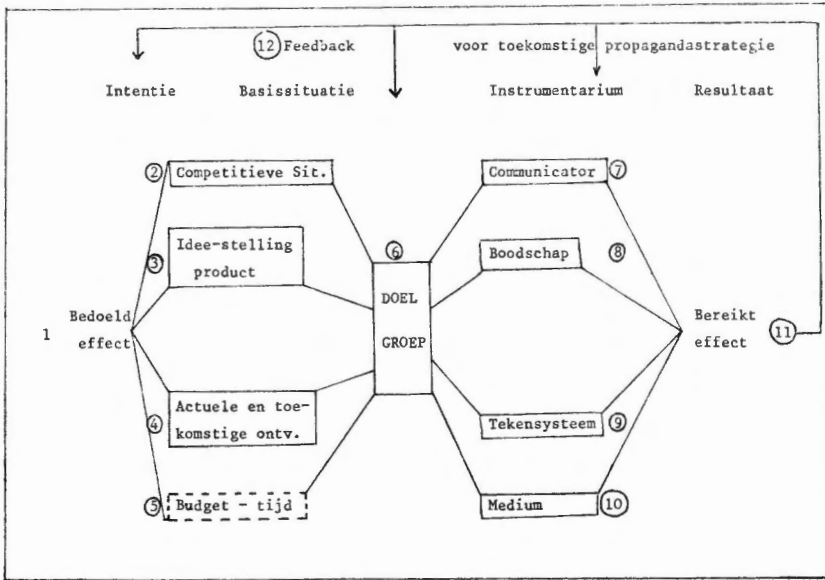 12 Feedback voor toekomstige propagandastrategie
Intentie Basissituatie Instrumentarium Resultaat
2 Competitieve Sit. Communicator 7
3 Idee-stelling
product
6
DOEL
GROEP
Boodschap 8
1 Bedoeld
effect
Bereikt
effect
11
4 Actuele en toe-
komstige ontv.
Tekensysteem 9
5 Budget - tijd Medium 10